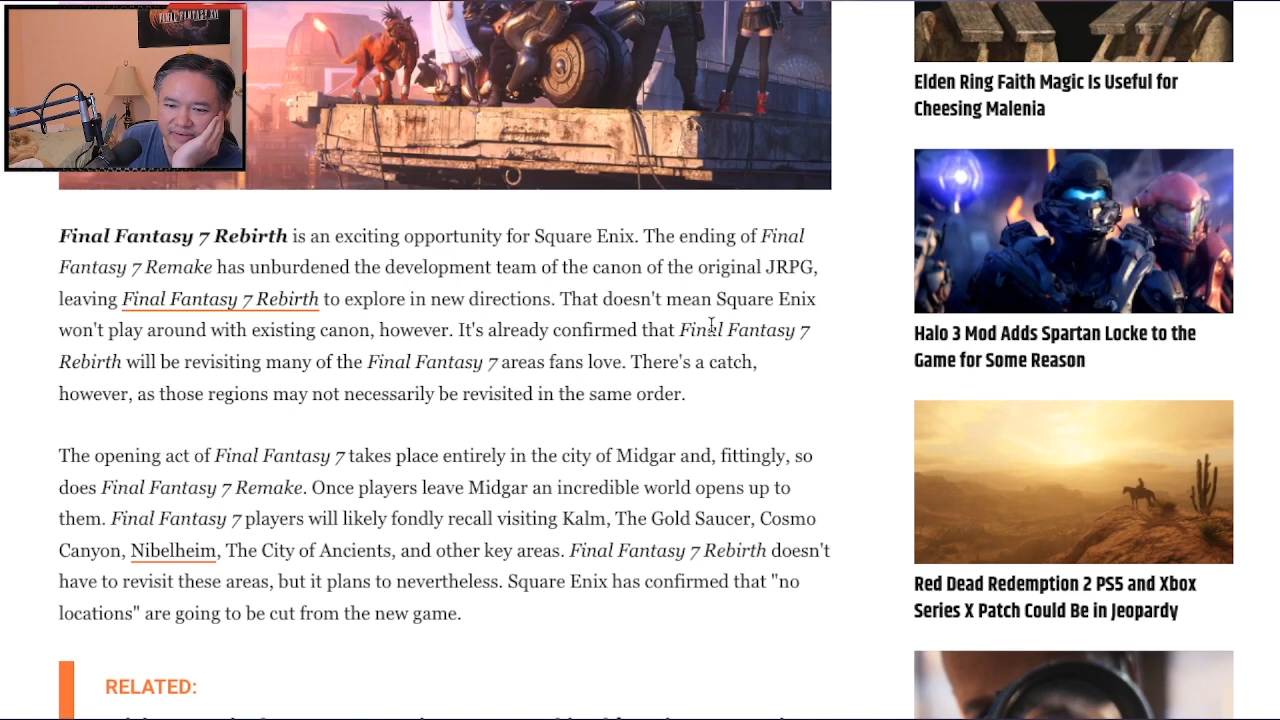 FINAL FANTASY XVI
Final Fantasy 7 Rebirth is an exciting opportunity for Square Enix. The ending of Final
Fantasy 7 Remake has unburdened the development team of the canon of the original JRPG,
leaving Final Fantasy 7 Rebirth to explore in new directions. That doesn't mean Square Enix
won't play around with existing canon, however. It's already confirmed that Final Fantasy 7
Rebirth will be revisiting many of the Final Fantasy 7 areas fans love. There's a catch,
however, as those regions may not necessarily be revisited in the same order.
The opening act of Final Fantasy 7 takes place entirely in the city of Midgar and, fittingly, so
does Final Fantasy 7 Remake. Once players leave Midgar an incredible world opens up to
them. Final Fantasy 7 players will likely fondly recall visiting Kalm, The Gold Saucer, Cosmo
Canyon, Nibelheim, The City of Ancients, and other key areas. Final Fantasy 7 Rebirth doesn't
have to revisit these areas, but it plans to nevertheless. Square Enix has confirmed that "no
locations" are going to be cut from the new game.
RELATED:
Elden Ring Faith Magic Is Useful for
Cheesing Malenia
Halo 3 Mod Adds Spartan Locke to the
Game for Some Reason
Red Dead Redemption 2 PS5 and Xbox
Series X Patch Could Be in Jeopardy